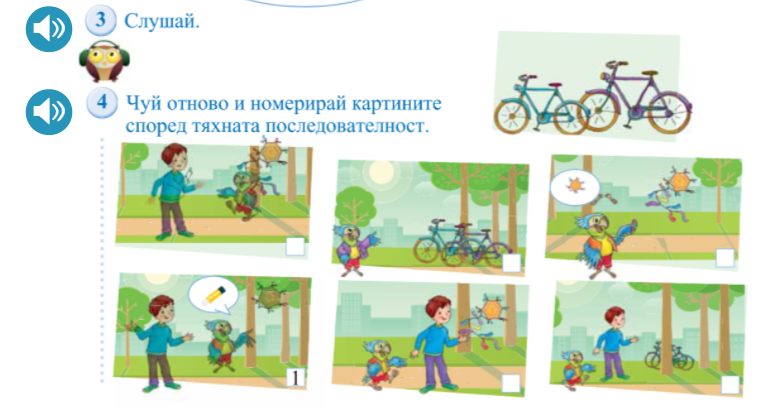 3 Слушай.
4 Чуй отново и номерирай картините
според тяхната последователност.
1